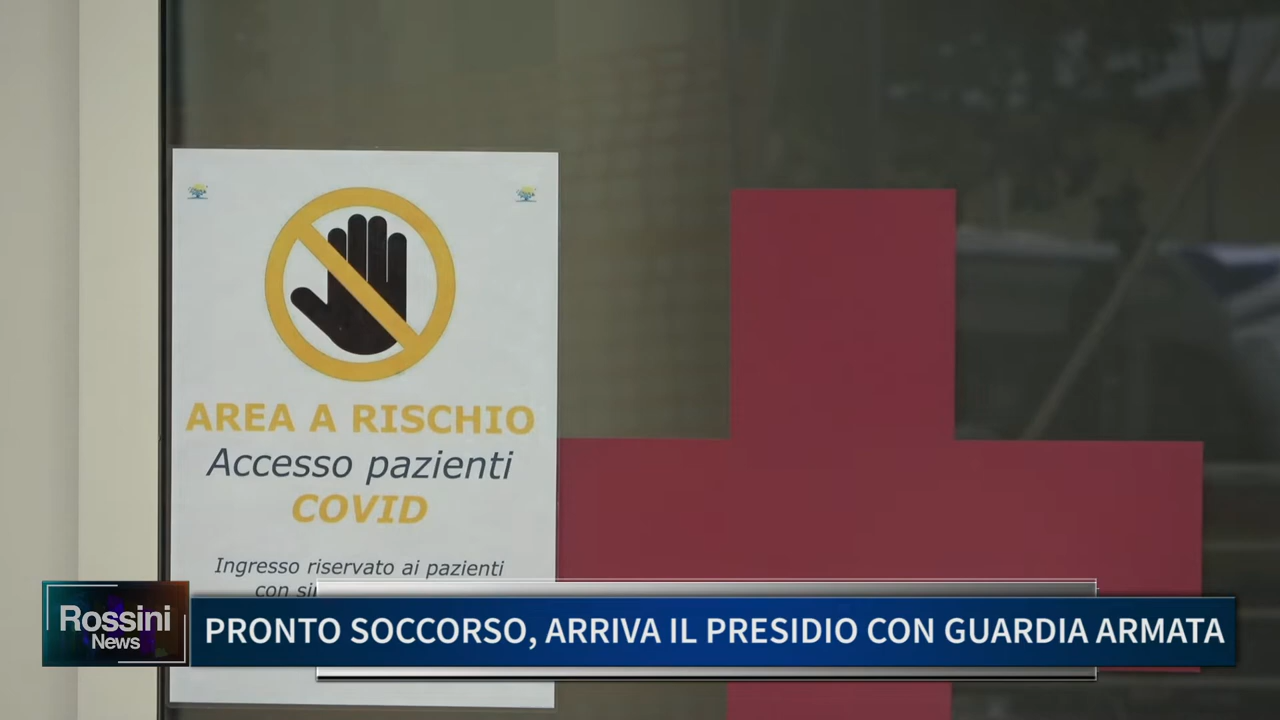 AREA A RISCHIO
Accesso pazienti
COVID
Ingresso riservato ai pazienti
con
Rossini
News
PRONTO SOCCORSO, ARRIVA IL PRESIDIO CON GUARDIA ARMATA